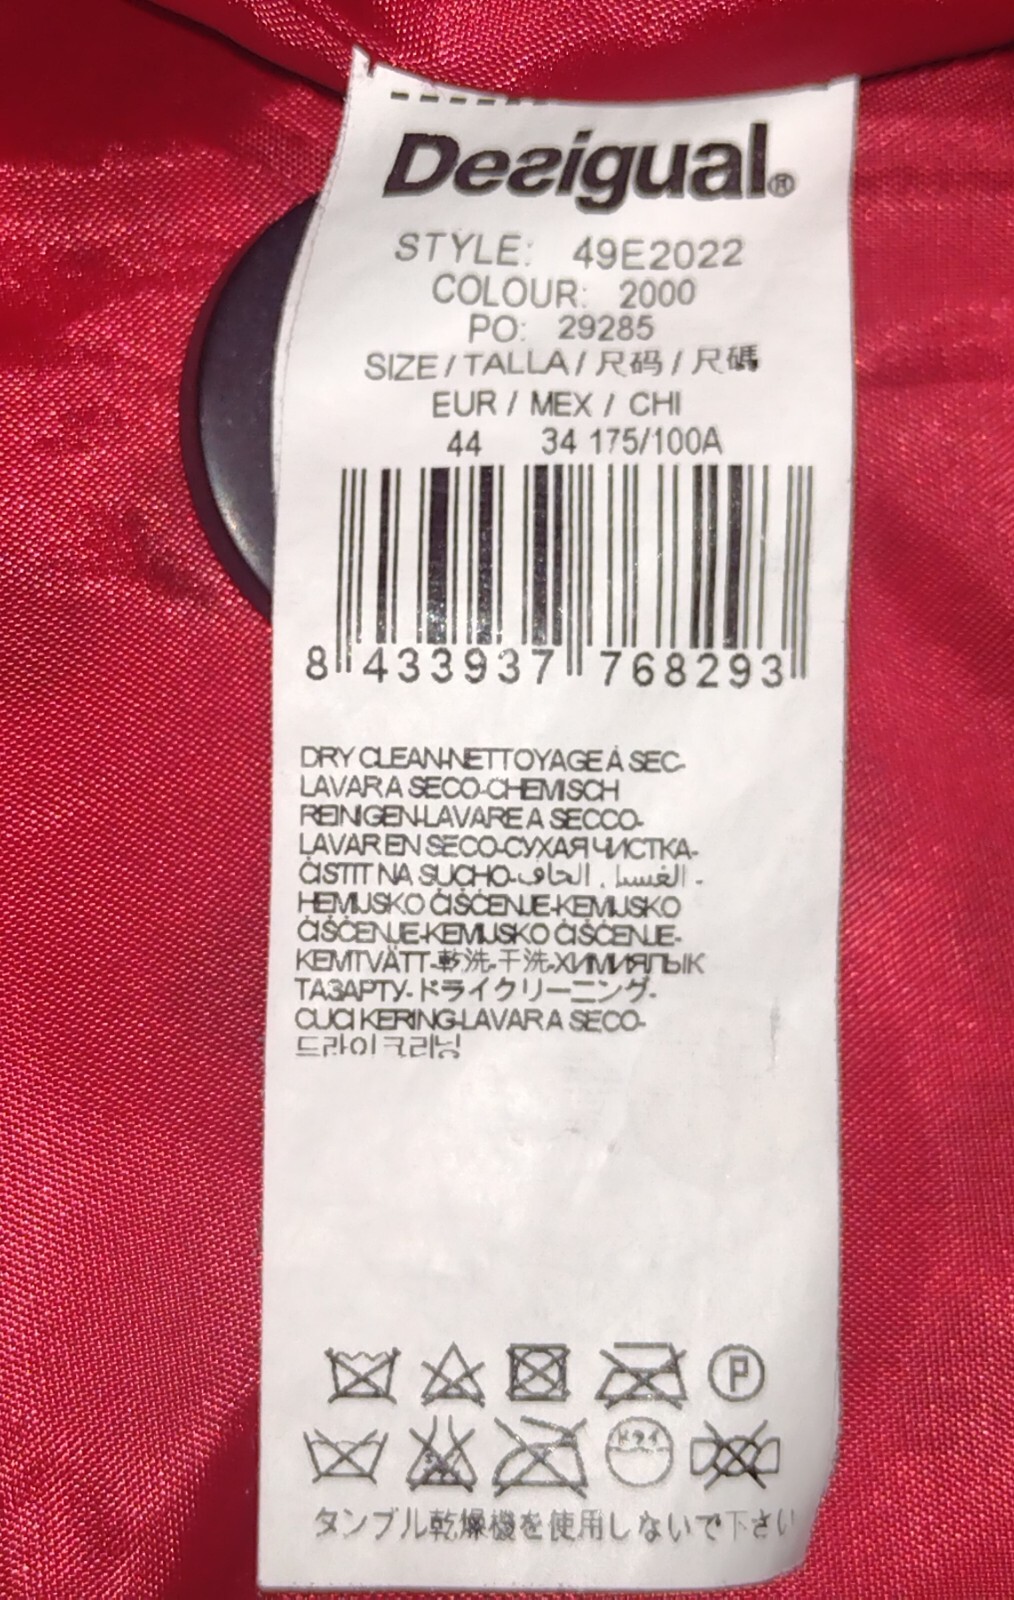 Desigual®
STYLE: 49E2022
COLOUR: 2000
PO: 29285
SIZE / TALLA / 尺码 / 尺碼
EUR / MEX / CHI
44 34 175/100A
8 433937 768293
DRY CLEAN-NETTOYAGE À SEC-
LAVAR A SECO-CHEMISCH
REINIGEN-LAVARE A SECCO-
LAVAR EN SECO-СУХАЯ ЧИСТКА-
ČISTIT NA SUCHO-الغسيل الجاف-
HEMIJSKO ČIŠĆENJE-KEMIJSKO
ČIŠĆENJE-KEMIJSKO ČIŠČENJE-
KEMTVÄTT-乾洗-干洗-ХИМИЯЛЫК
ТАЗАРТУ-ドライクリーニング-
CUCI KERING-LAVAR A SECO-
드라이 크리닝
P
ドライ
タンブル乾燥機を使用しないで下さい